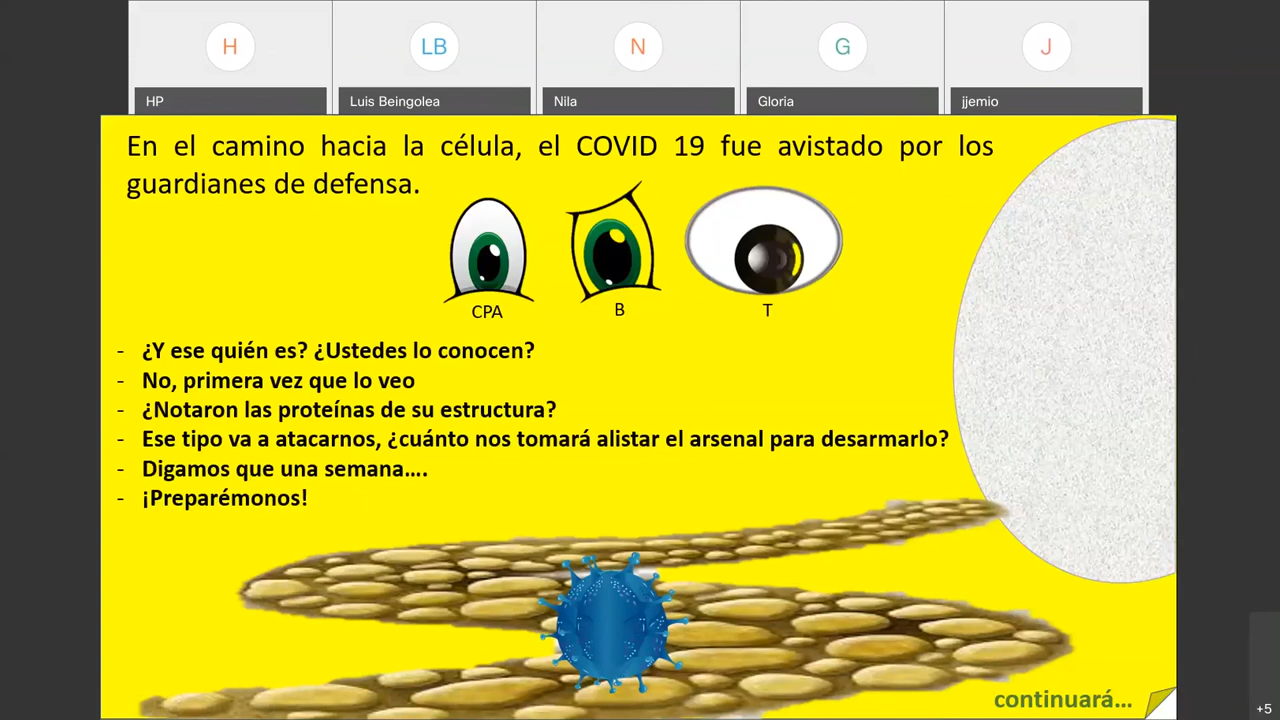 H
LB
N
G
J
HP
Luis Beingolea
Nila
Gloria
jjemio
En el camino hacia la célula, el COVID 19 fue avistado por los
guardianes de defensa.
CPA
B
T
- ¿Y ese quién es? ¿Ustedes lo conocen?
- No, primera vez que lo veo
- ¿Notaron las proteínas de su estructura?
- Ese tipo va a atacarnos, ¿cuánto nos tomará alistar el arsenal para desarmarlo?
- Digamos que una semana....
- ¡Preparémonos!
continuará...
+5